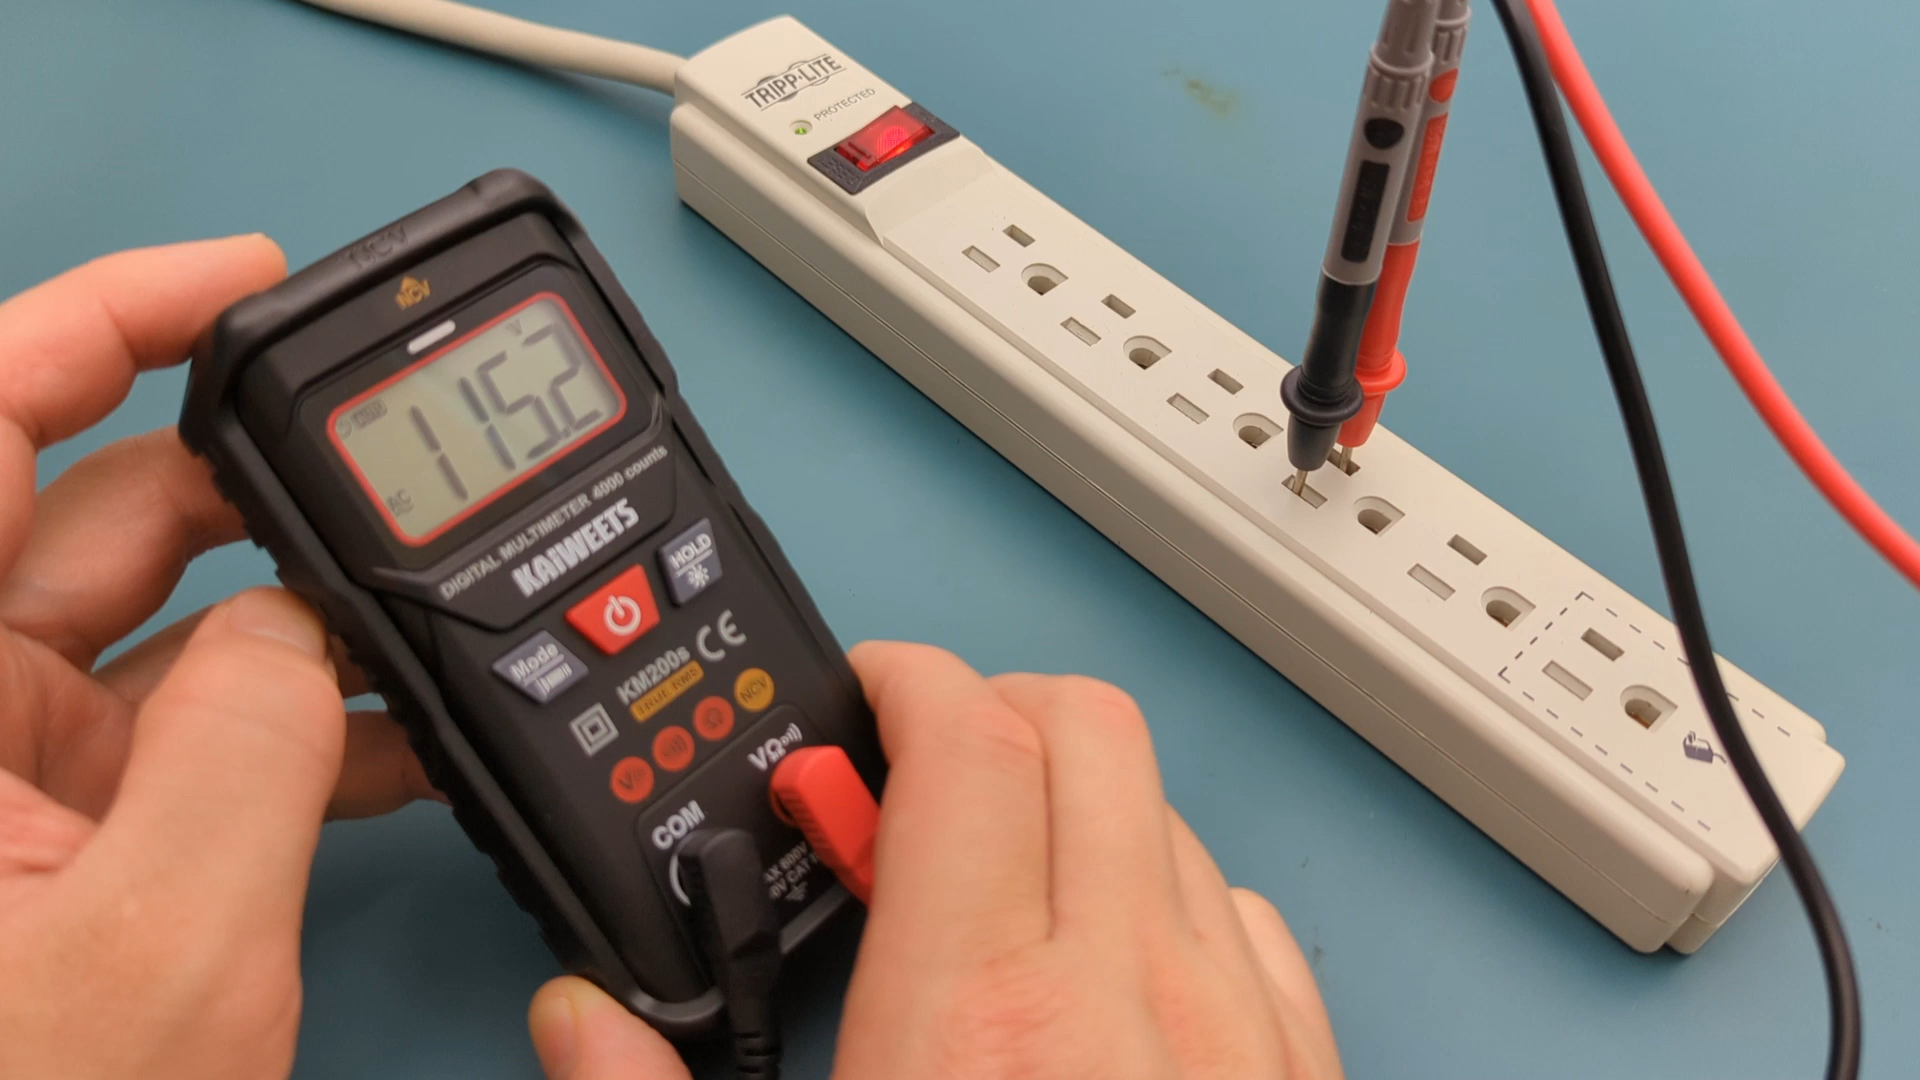 TRIPP·LITE
PROTECTED
NCV
NCV
V
115.2
AC
DIGITAL MULTIMETER 4000 counts
KAIWEETS
HOLD
Mode
CE
KM200s
TRUE RMS
NCV
Ω
V
VΩ
COM